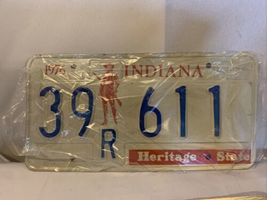 1976 INDIANA
39 R 611
Heritage State